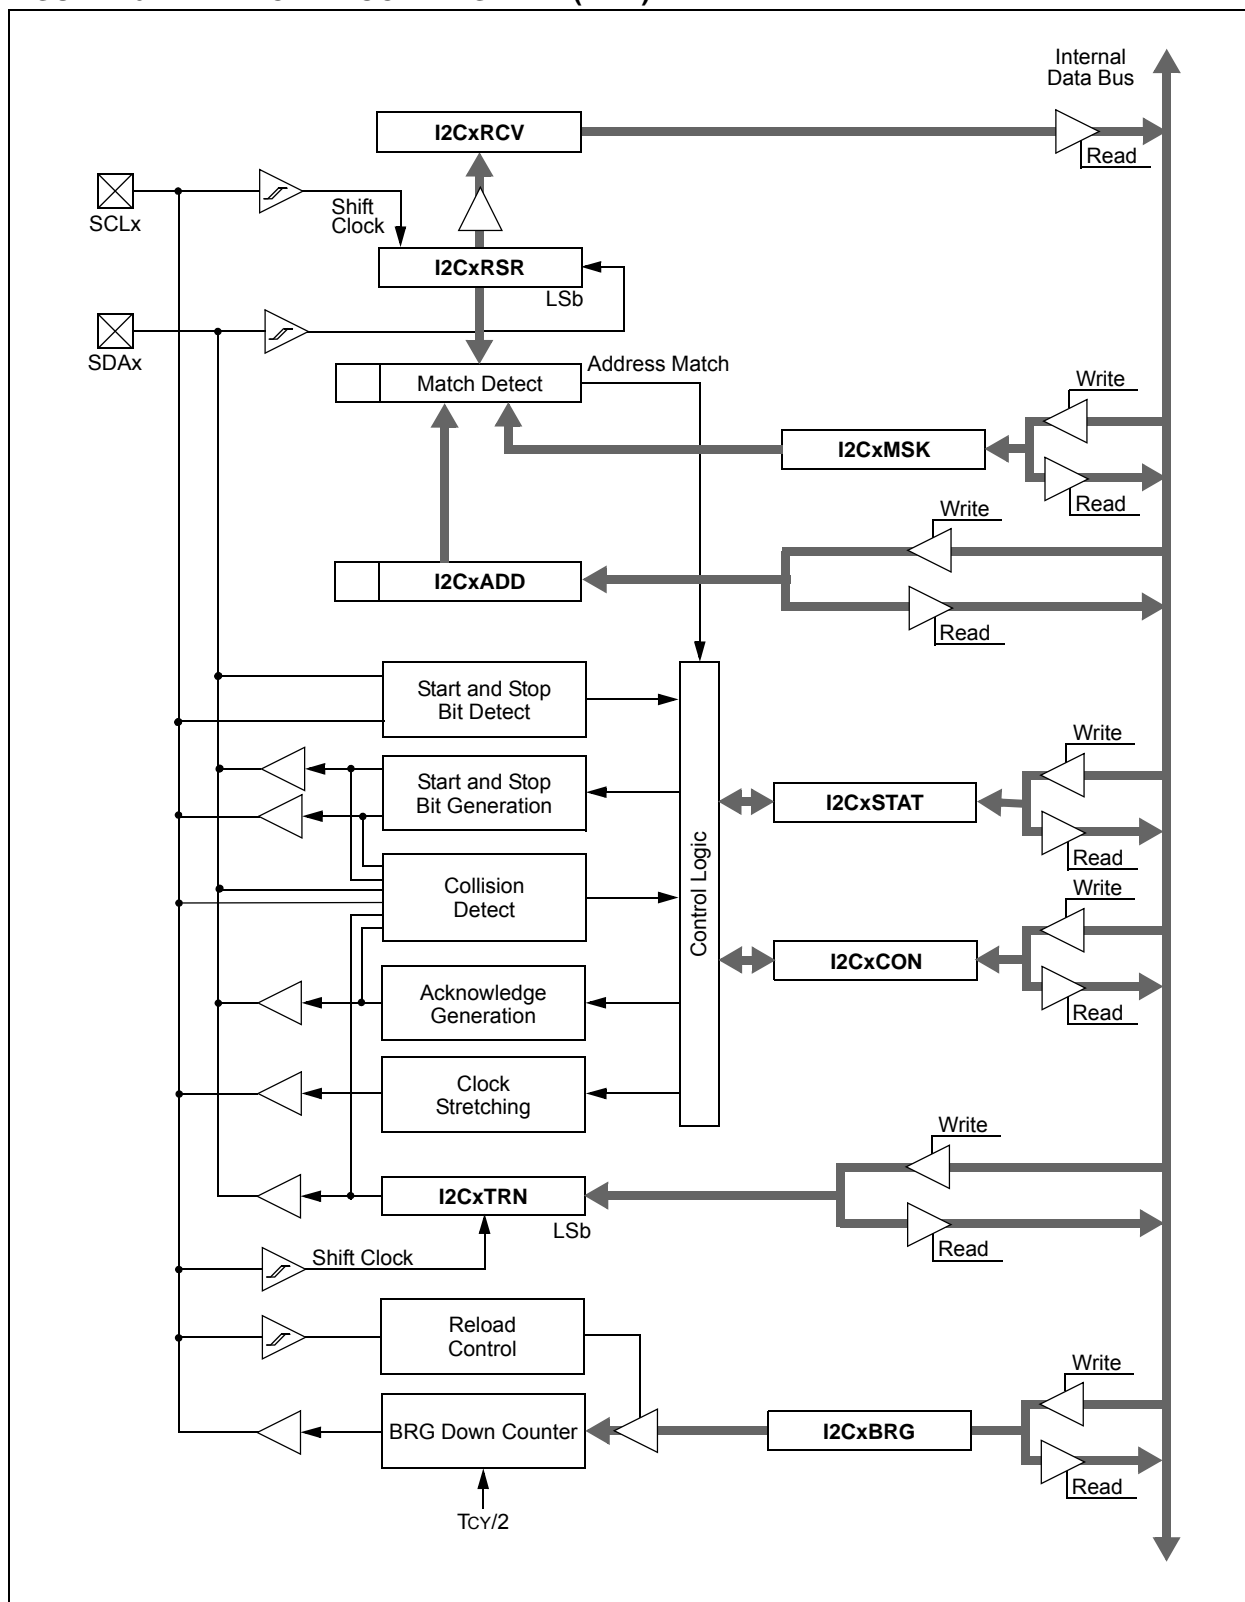 Internal
Data Bus
I2CxRCV
Read
SCLx
Shift
Clock
I2CxRSR
LSb
SDAx
Address Match
Match Detect
Write
I2CxMSK
Read
Write
I2CxADD
Read
Start and Stop
Bit Detect
Write
Start and Stop
Bit Generation
I2CxSTAT
Read
Control Logic
Collision
Detect
Write
I2CxCON
Acknowledge
Generation
Read
Clock
Stretching
Write
I2CxTRN
LSb
Read
Shift Clock
Reload
Control
Write
BRG Down Counter
I2CxBRG
Read
TCY/2